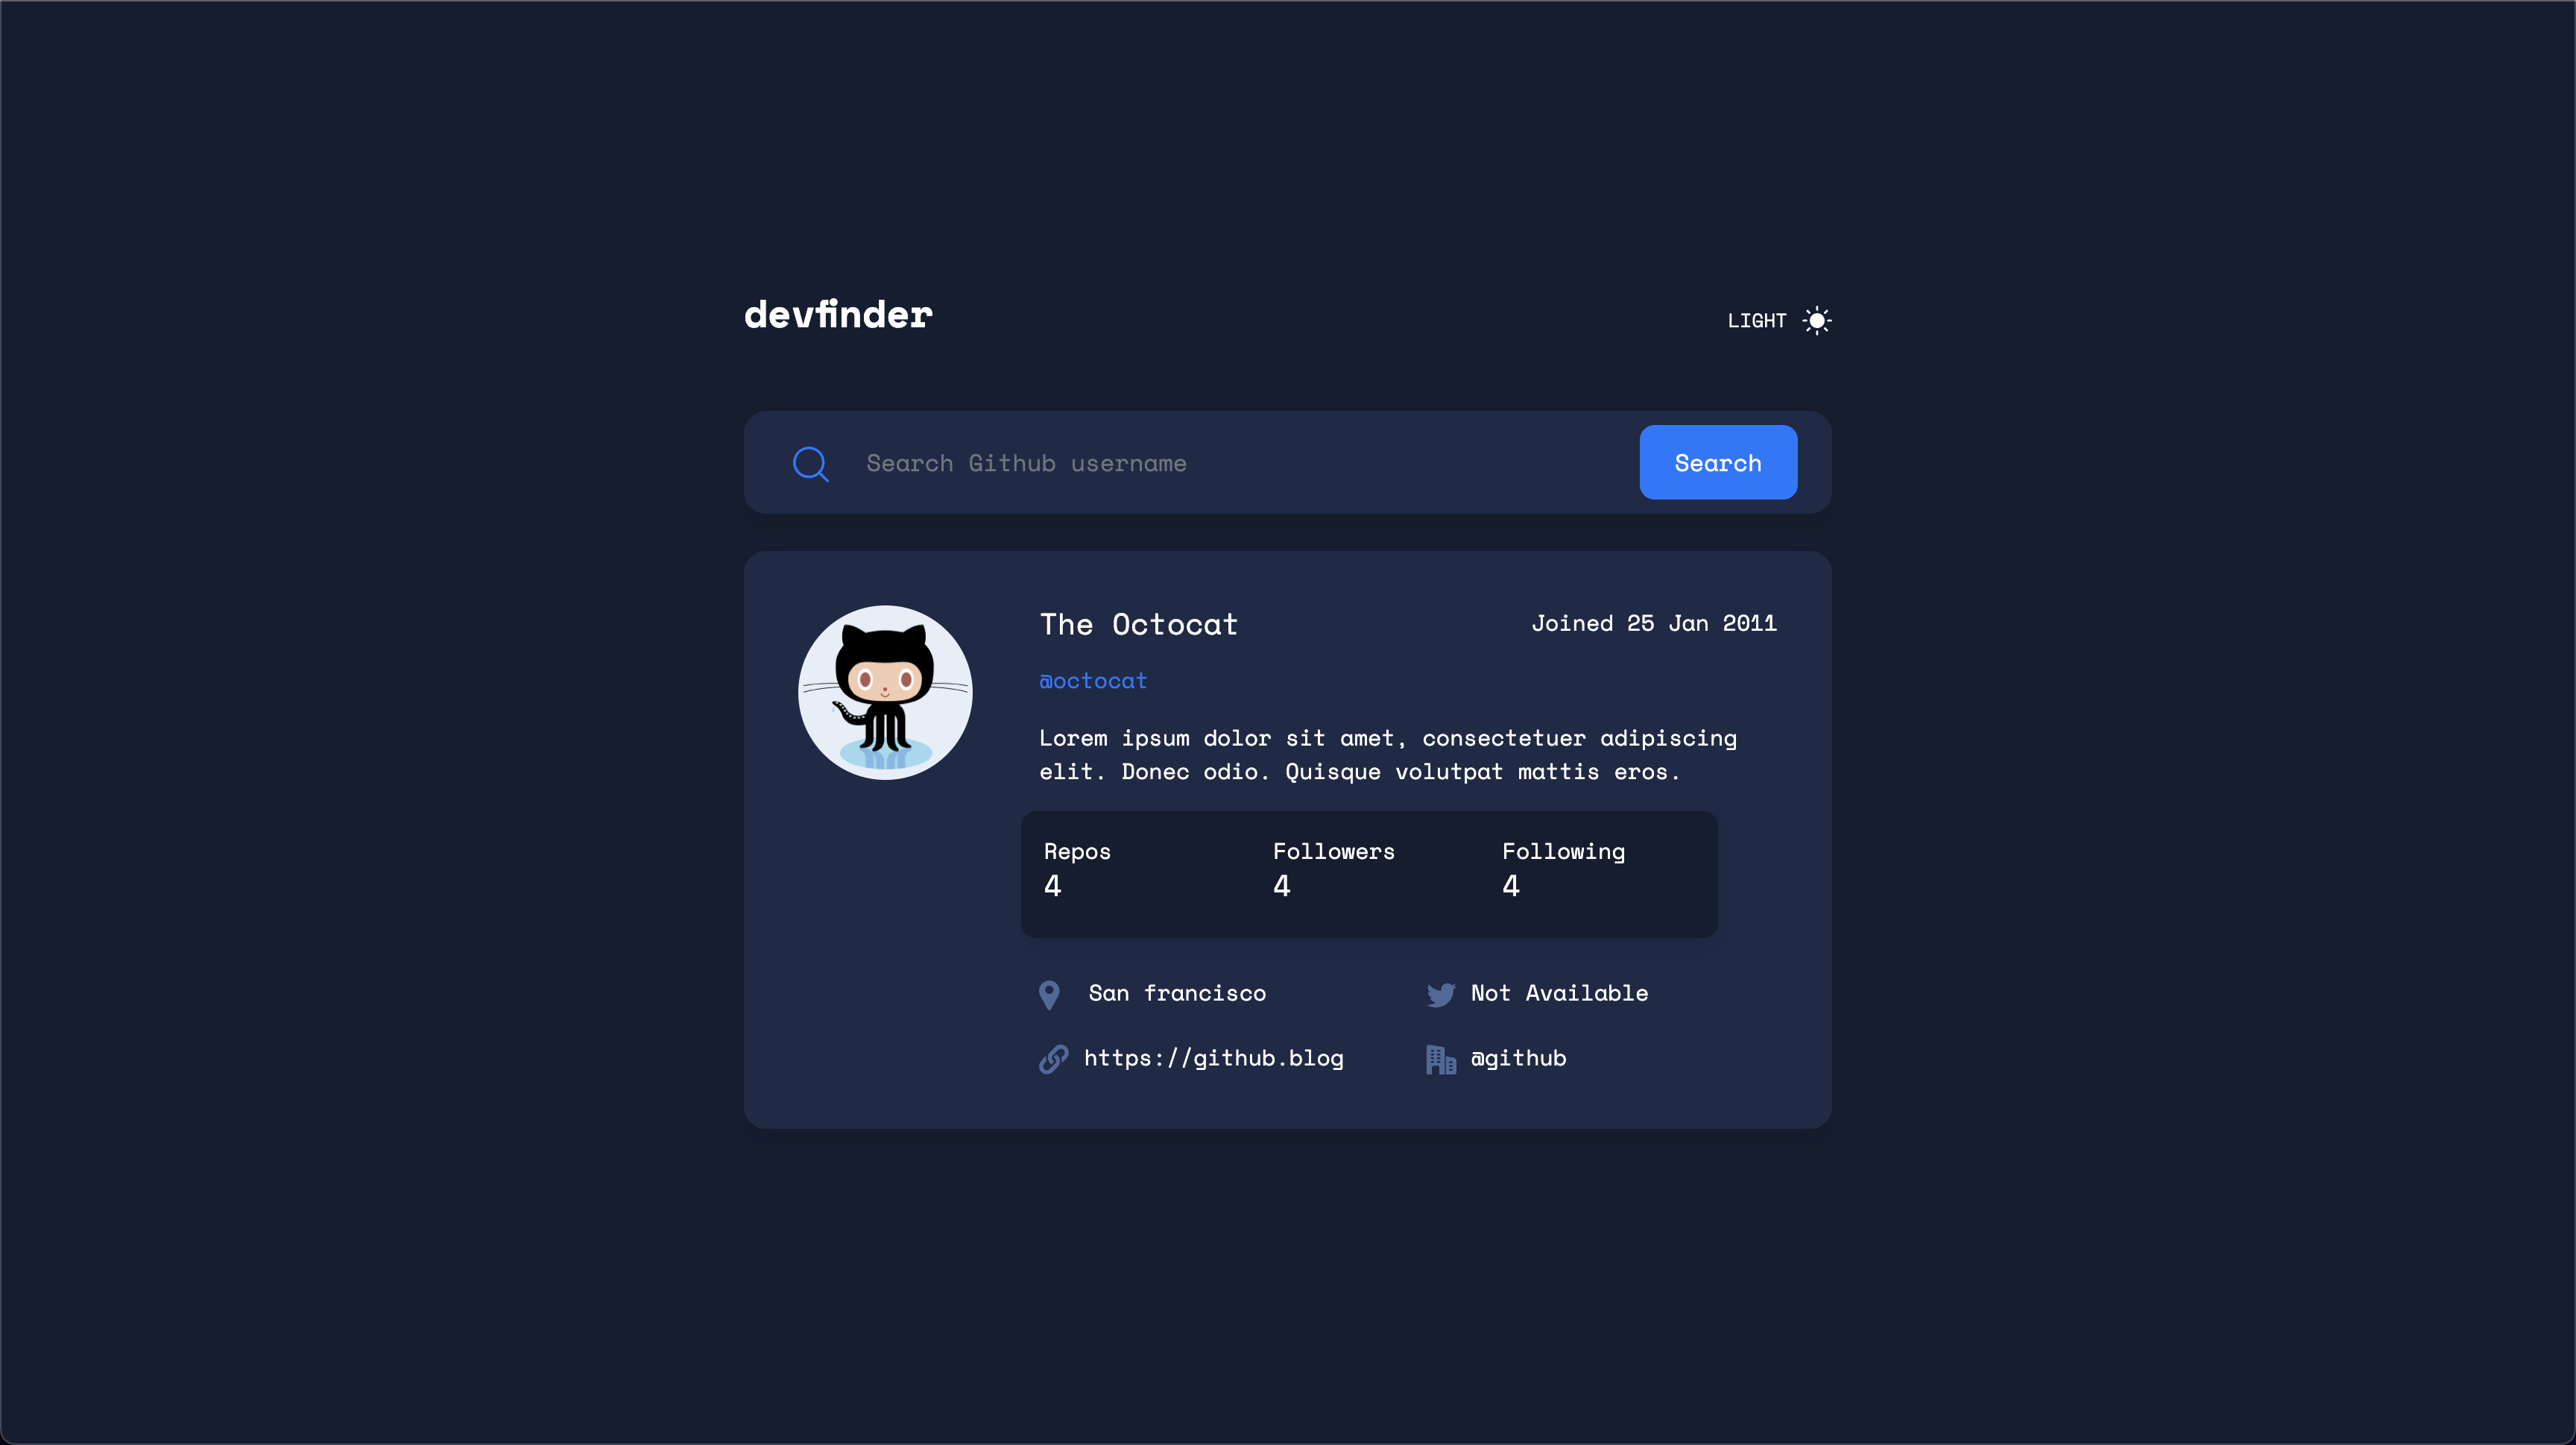 devfinder
LIGHT
Search Github username
Search
The Octocat
Joined 25 Jan 2011
@octocat
Lorem ipsum dolor sit amet, consectetuer adipiscing
elit. Donec odio. Quisque volutpat mattis eros.
Repos
Followers
Following
4
4
4
San francisco
Not Available
https://github.blog
@github